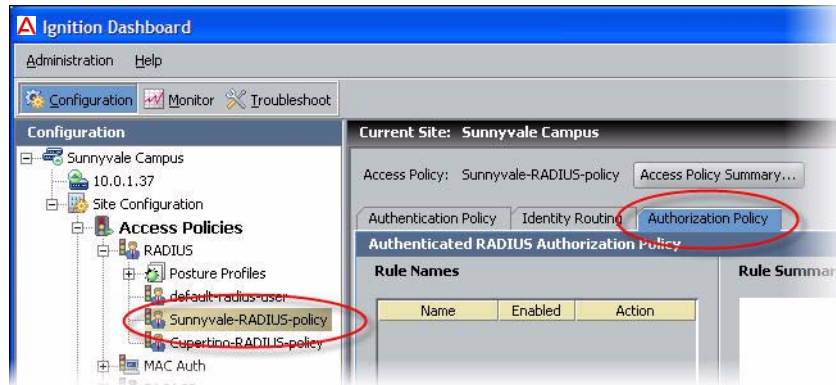 Ignition Dashboard
Administration Help
Configuration Monitor Troubleshoot
Configuration
Sunnyvale Campus
10.0.1.37
Site Configuration
Access Policies
RADIUS
Posture Profiles
default-radius-user
Sunnyvale-RADIUS-policy
Cupertino-RADIUS-policy
MAC Auth
Current Site: Sunnyvale Campus
Access Policy: Sunnyvale-RADIUS-policy Access Policy Summary...
Authentication Policy Identity Routing Authorization Policy
Authenticated RADIUS Authorization Policy
Rule Names Rule Summar
Name Enabled Action